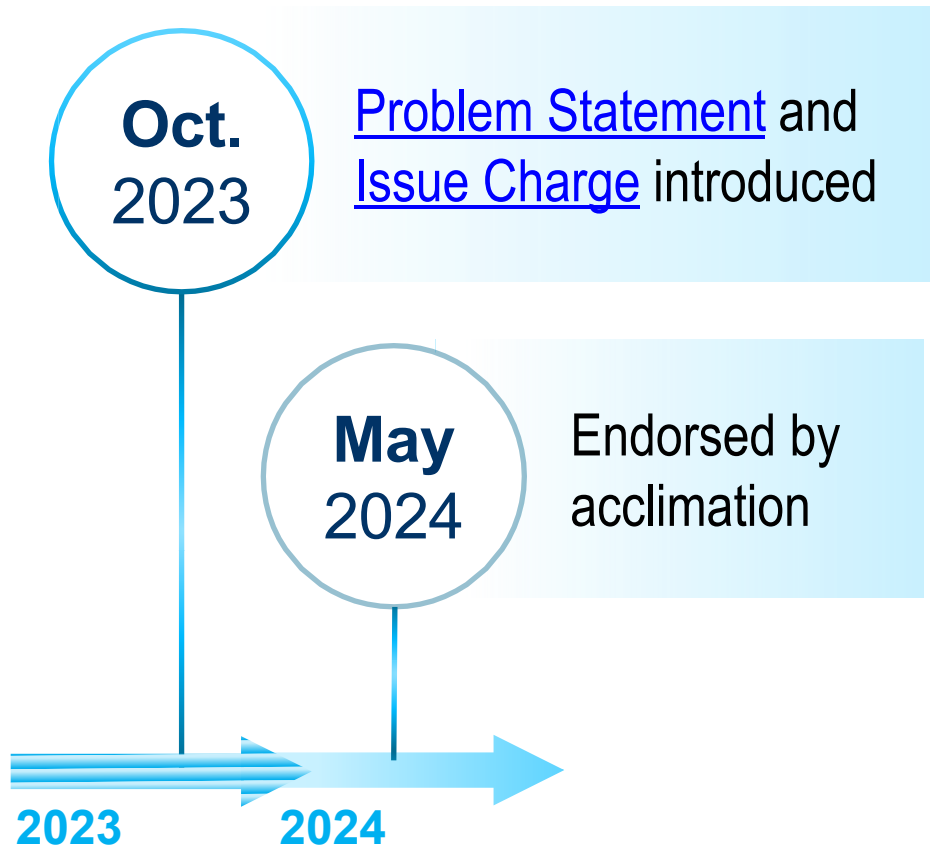 Oct.
2023
Problem Statement and
Issue Charge introduced
May
2024
Endorsed by
acclimation
2023
2024